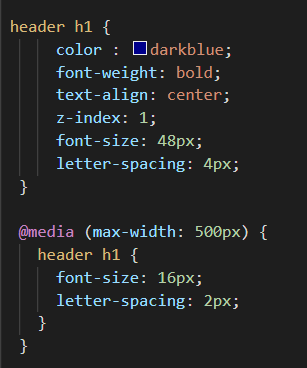 header h1 {
color : darkblue;
font-weight: bold;
text-align: center;
z-index: 1;
font-size: 48px;
letter-spacing: 4px;
}
@media (max-width: 500px) {
header h1 {
font-size: 16px;
letter-spacing: 2px;
}
}